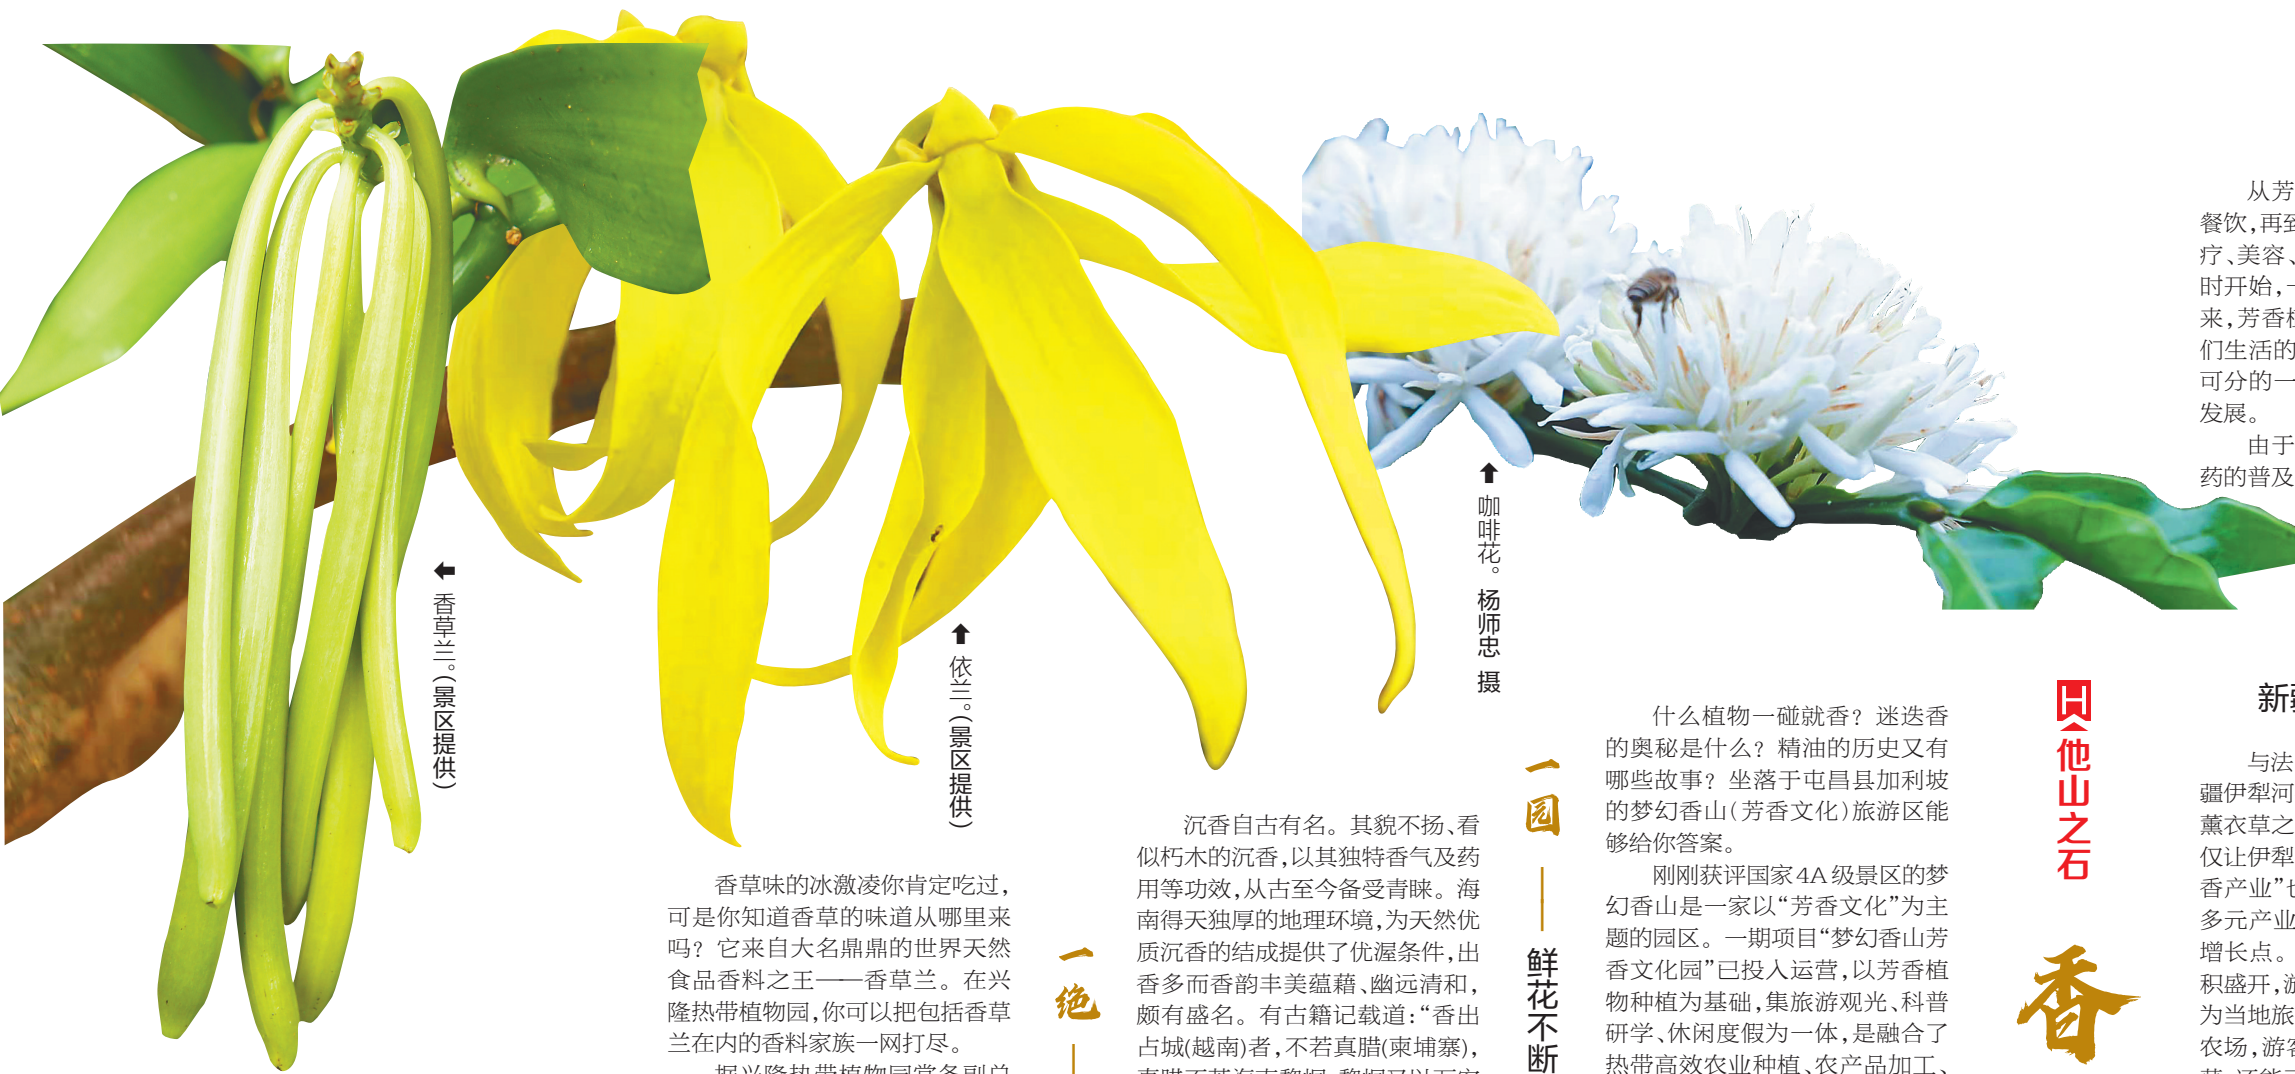 香草兰。(景区提供)
依兰。(景区提供)
咖啡花。 杨师忠 摄
香草味的冰激凌你肯定吃过,
可是你知道香草的味道从哪里来
吗？它来自大名鼎鼎的世界天然
食品香料之王——香草兰。在兴
隆热带植物园,你可以把包括香草
兰在内的香料家族一网打尽。
据兴隆热带植物园常务副总
一绝—
沉香自古有名。其貌不扬、看
似朽木的沉香,以其独特香气及药
用等功效,从古至今备受青睐。海
南得天独厚的地理环境,为天然优
质沉香的结成提供了优渥条件,出
香多而香韵丰美蕴藉、幽远清和,
颇有盛名。有古籍记载道:“香出
占城(越南)者,不若真腊(柬埔寨),
一园——鲜花不断
什么植物一碰就香？迷迭香
的奥秘是什么？精油的历史又有
哪些故事？坐落于屯昌县加利坡
的梦幻香山(芳香文化)旅游区能
够给你答案。
刚刚获评国家4A级景区的梦
幻香山是一家以“芳香文化”为主
题的园区。一期项目“梦幻香山芳
香文化园”已投入运营,以芳香植
物种植为基础,集旅游观光、科普
研学、休闲度假为一体,是融合了
热带高效农业种植、农产品加工、
他山之石
香
从芳
餐饮,再到
疗、美容、
时开始,一
来,芳香植
们生活的
可分的一
发展。
由于
药的普及
新疆
与法
疆伊犁河
薰衣草之
仅让伊犁
香产业”也
多元产业
增长点。
积盛开,游
为当地旅
农场,游客